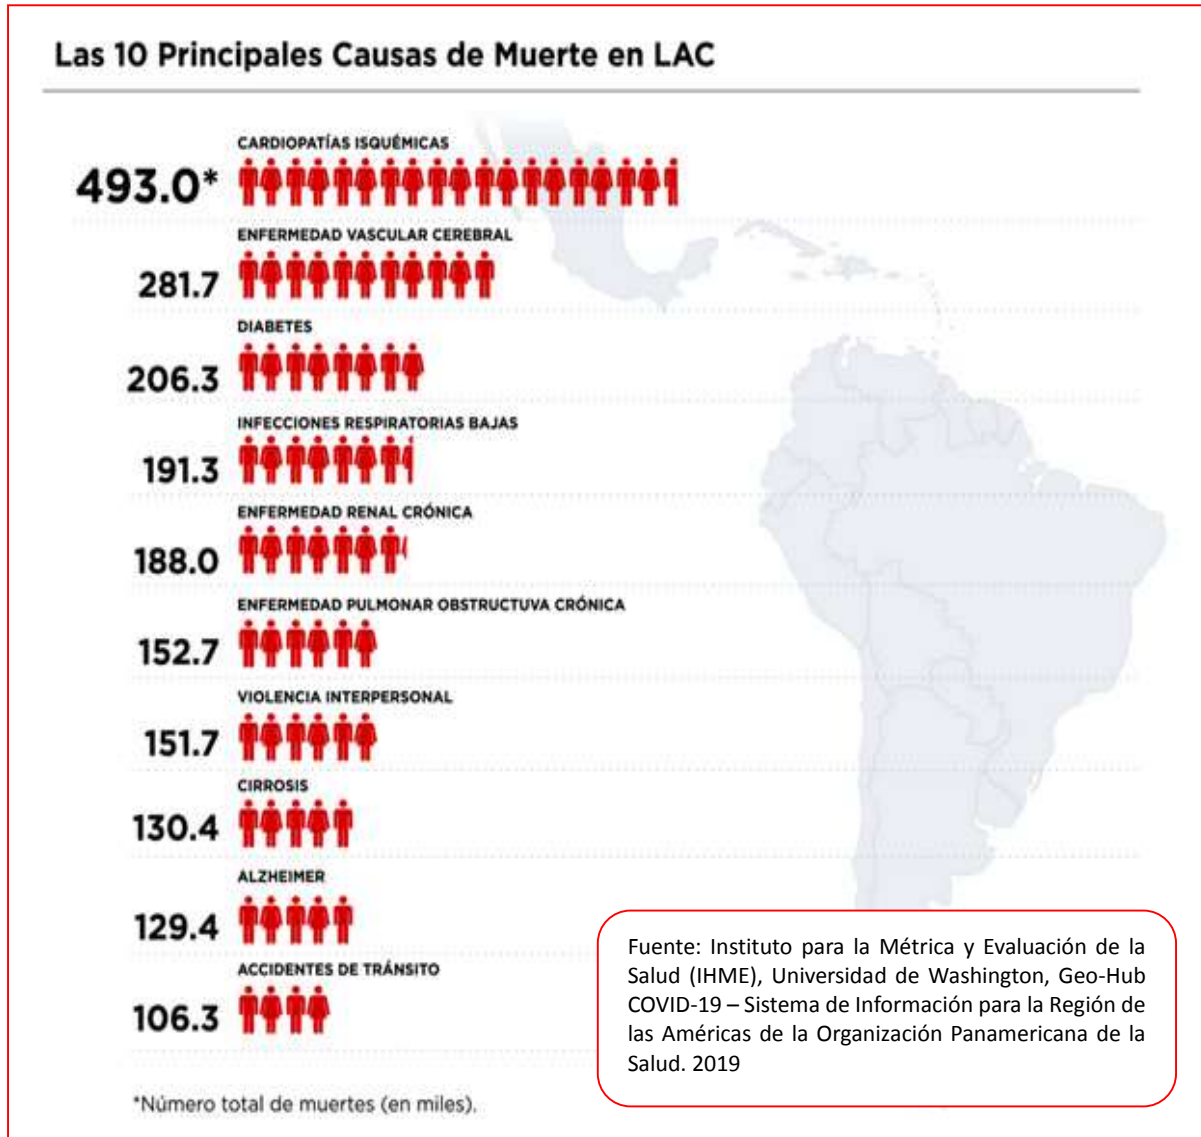 Las 10 Principales Causas de Muerte en LAC
CARDIOPATÍAS ISQUÉMICAS
493.0*
ENFERMEDAD VASCULAR CEREBRAL
281.7
DIABETES
206.3
INFECCIONES RESPIRATORIAS BAJAS
191.3
ENFERMEDAD RENAL CRÓNICA
188.0
ENFERMEDAD PULMONAR OBSTRUCTUVA CRÓNICA
152.7
VIOLENCIA INTERPERSONAL
151.7
CIRROSIS
130.4
ALZHEIMER
129.4
ACCIDENTES DE TRÁNSITO
106.3
Fuente: Instituto para la Métrica y Evaluación de la
Salud (IHME), Universidad de Washington, Geo-Hub
COVID-19 – Sistema de Información para la Región de
las Américas de la Organización Panamericana de la
Salud. 2019
*Número total de muertes (en miles).